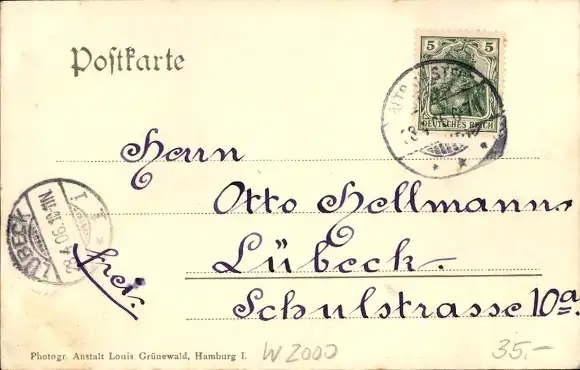 Postkarte
5 5
DEUTSCHES REICH
Herrn
Otto Hellmann,
Lübeck.
Schulstrasse 10a.
frei.
LÜBECK
Photogr. Anstalt Louis Grünewald, Hamburg I.
W2000
35.-